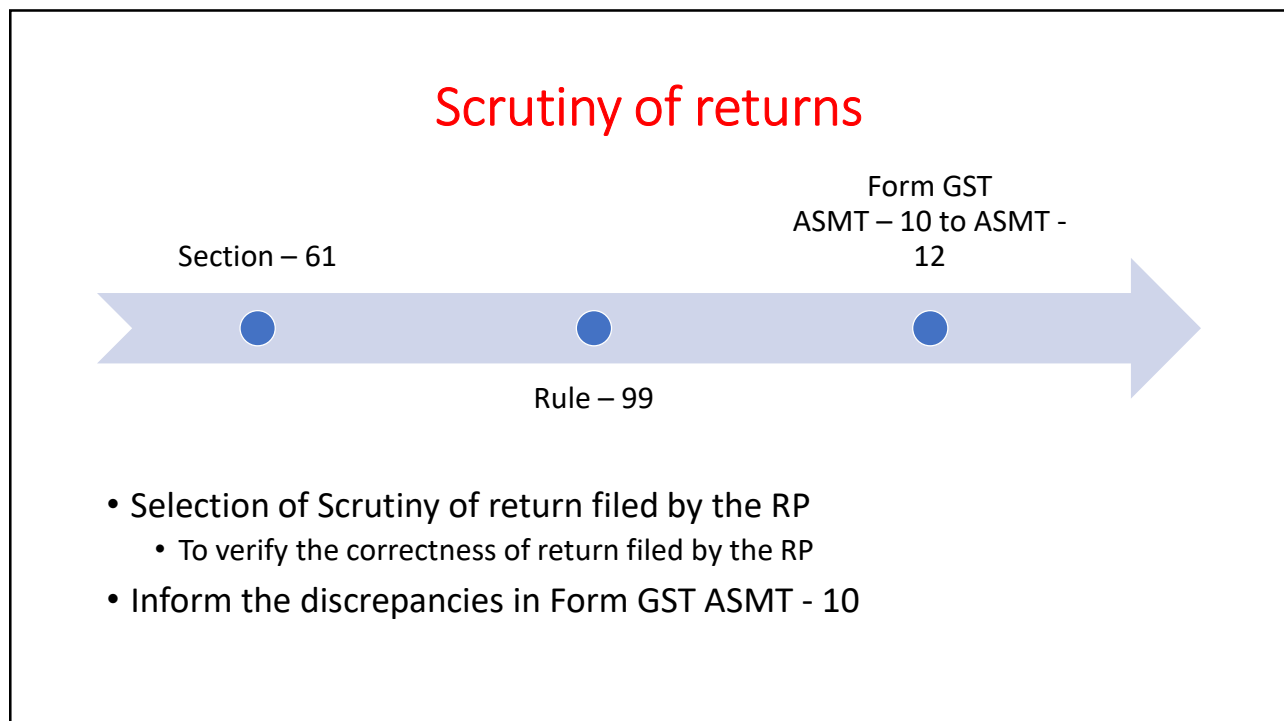 Scrutiny of returns
Form GST
ASMT – 10 to ASMT -
12
Section – 61
Rule – 99
• Selection of Scrutiny of return filed by the RP
• To verify the correctness of return filed by the RP
• Inform the discrepancies in Form GST ASMT - 10